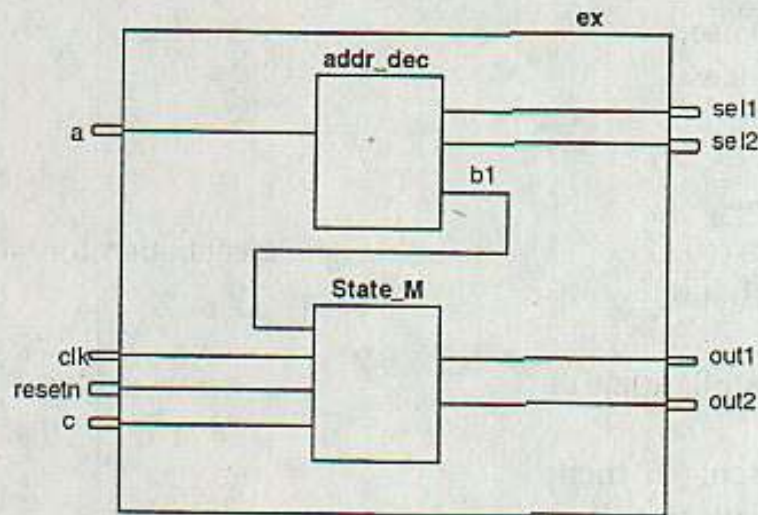 ex
addr_dec
a
sel1
sel2
b1
State_M
clk
resetn
c
out1
out2